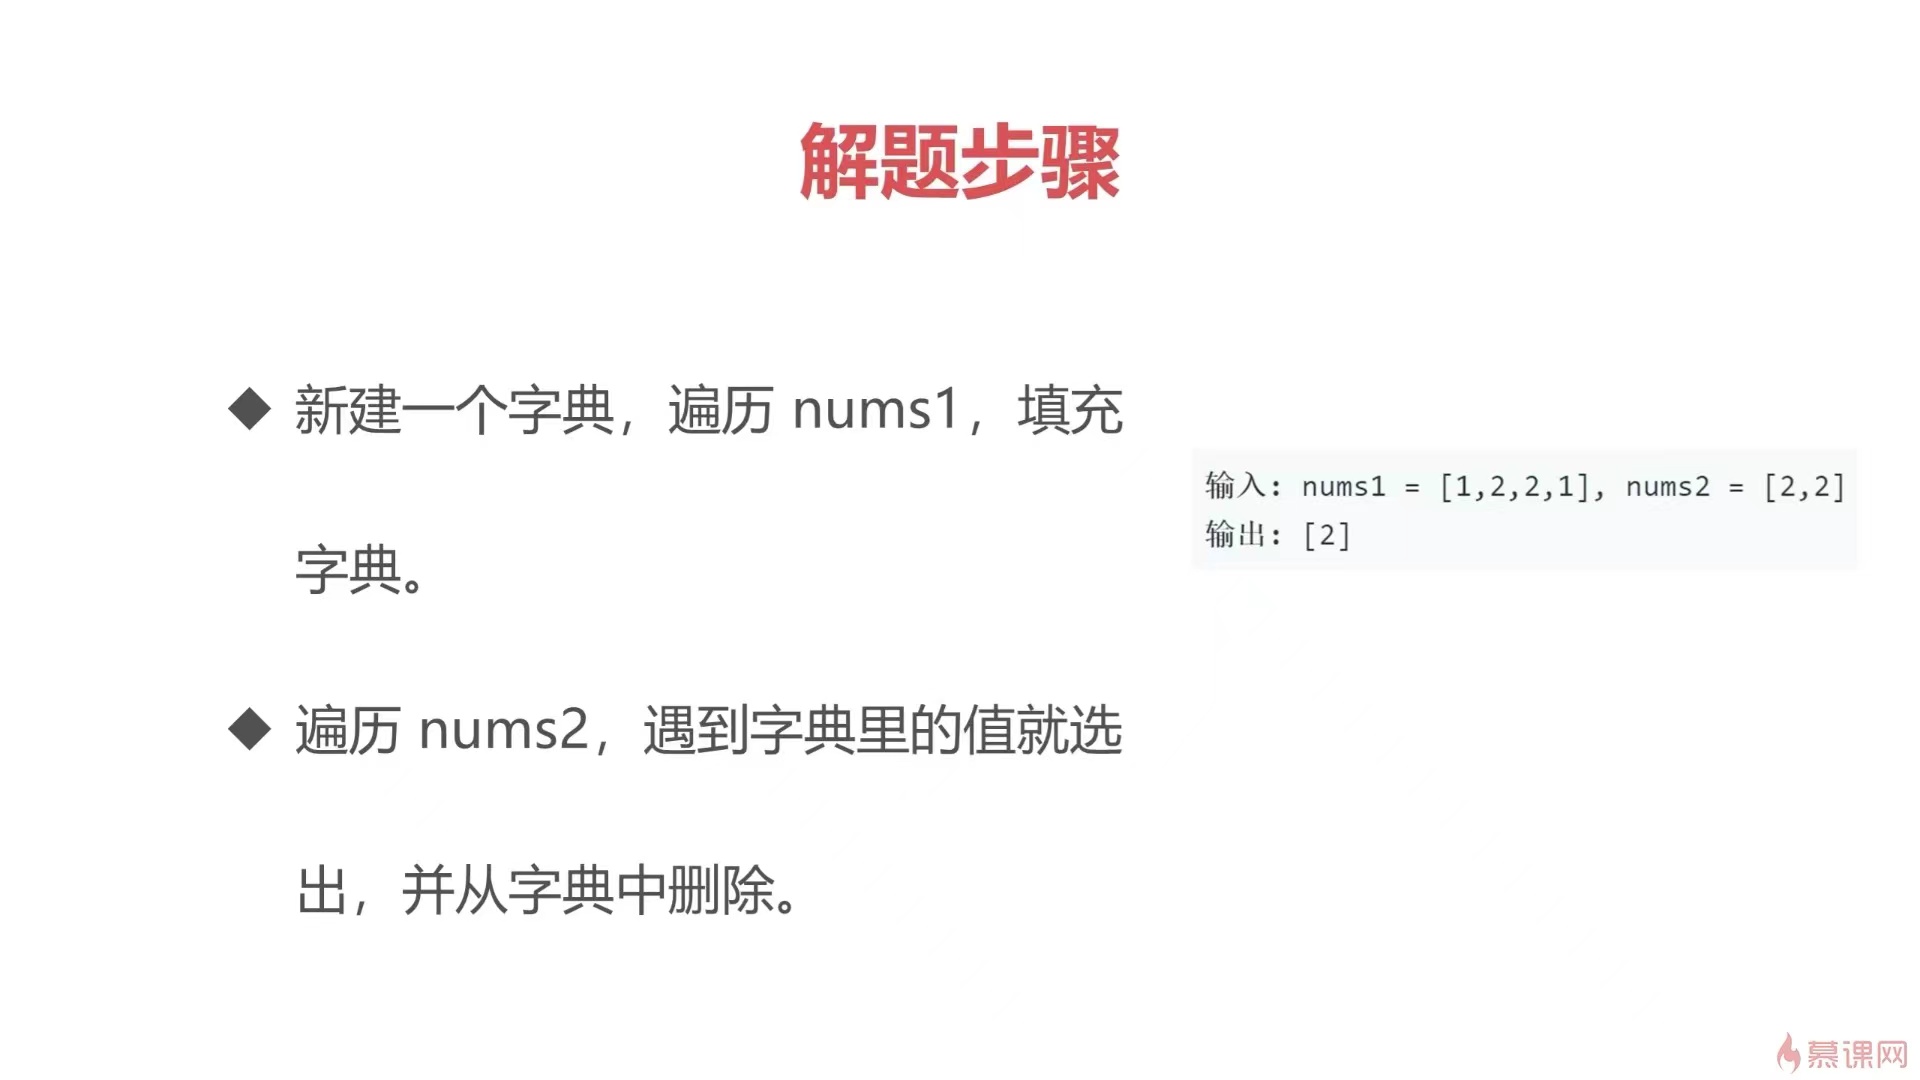 解题步骤
◆ 新建一个字典，遍历 nums1，填充
字典。
输入: nums1 = [1,2,2,1], nums2 = [2,2]
输出: [2]
◆ 遍历 nums2，遇到字典里的值就选
出，并从字典中删除。
慕课网